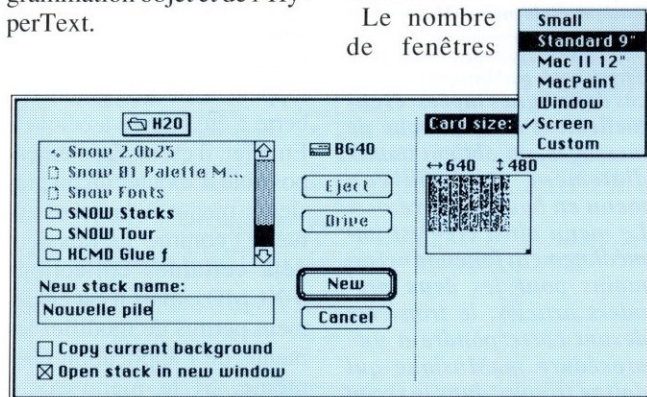 grammation objet et de l'Hy-
perText.
Le nombre
de fenêtres
Small
Standard 9"
Mac II 12"
MacPaint
Window
✓Screen
Custom
H20
Snow 2.0b25
Snow B1 Palette M...
Snow Fonts
SNOW Stacks
SNOW Tour
HCMD Glue ƒ
New stack name:
Nouvelle pile
Copy current background
Open stack in new window
BG40
Eject
Drive
New
Cancel
Card size:
↔640 ↕480